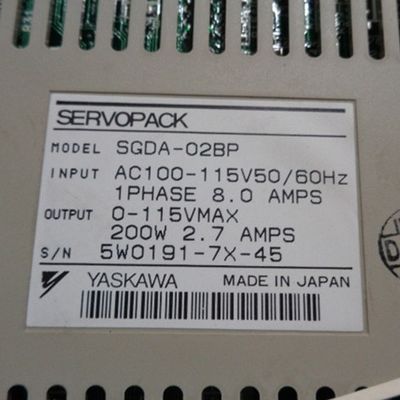 SERVOPACK
MODEL SGDA-02BP
INPUT AC100-115V50/60Hz
1PHASE 8.0 AMPS
OUTPUT 0-115VMAX
200W 2.7 AMPS
S/N 5W0191-7X-45
YASKAWA MADE IN JAPAN